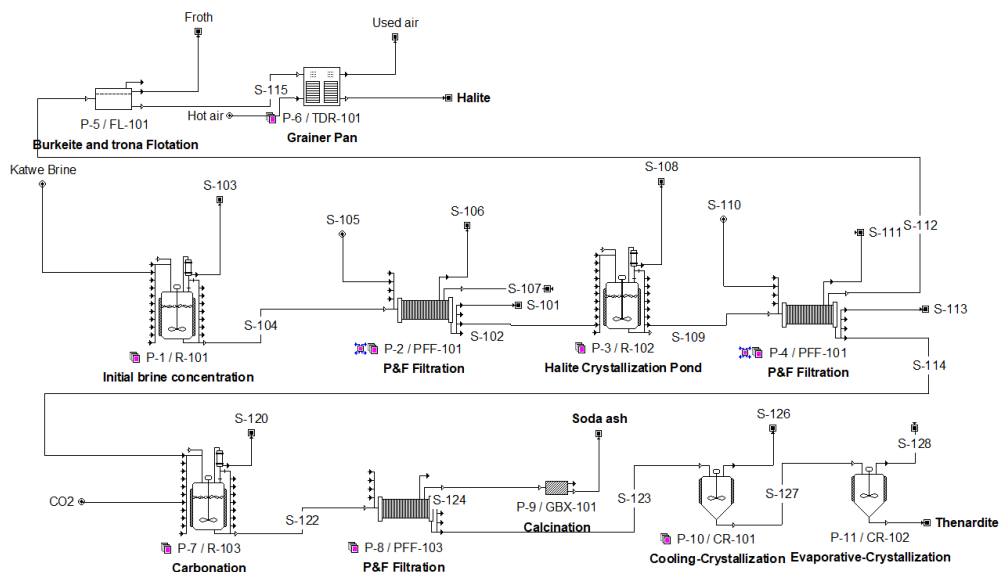 Froth
Used air
S-115
Hot air
Halite
P-5 / FL-101
P-6 / TDR-101
Burkeite and trona Flotation
Grainer Pan
Katwe Brine
S-103
S-105
S-106
S-108
S-110
S-111
S-112
S-107
S-101
S-113
S-104
S-102
S-109
S-114
P-1 / R-101
P-2 / PFF-101
P-3 / R-102
P-4 / PFF-101
Initial brine concentration
P&F Filtration
Halite Crystallization Pond
P&F Filtration
S-120
Soda ash
S-126
S-128
CO2
S-124
S-123
S-127
S-122
P-9 / GBX-101
Calcination
Thenardite
P-7 / R-103
P-8 / PFF-103
P-10 / CR-101
P-11 / CR-102
Carbonation
P&F Filtration
Cooling-Crystallization
Evaporative-Crystallization